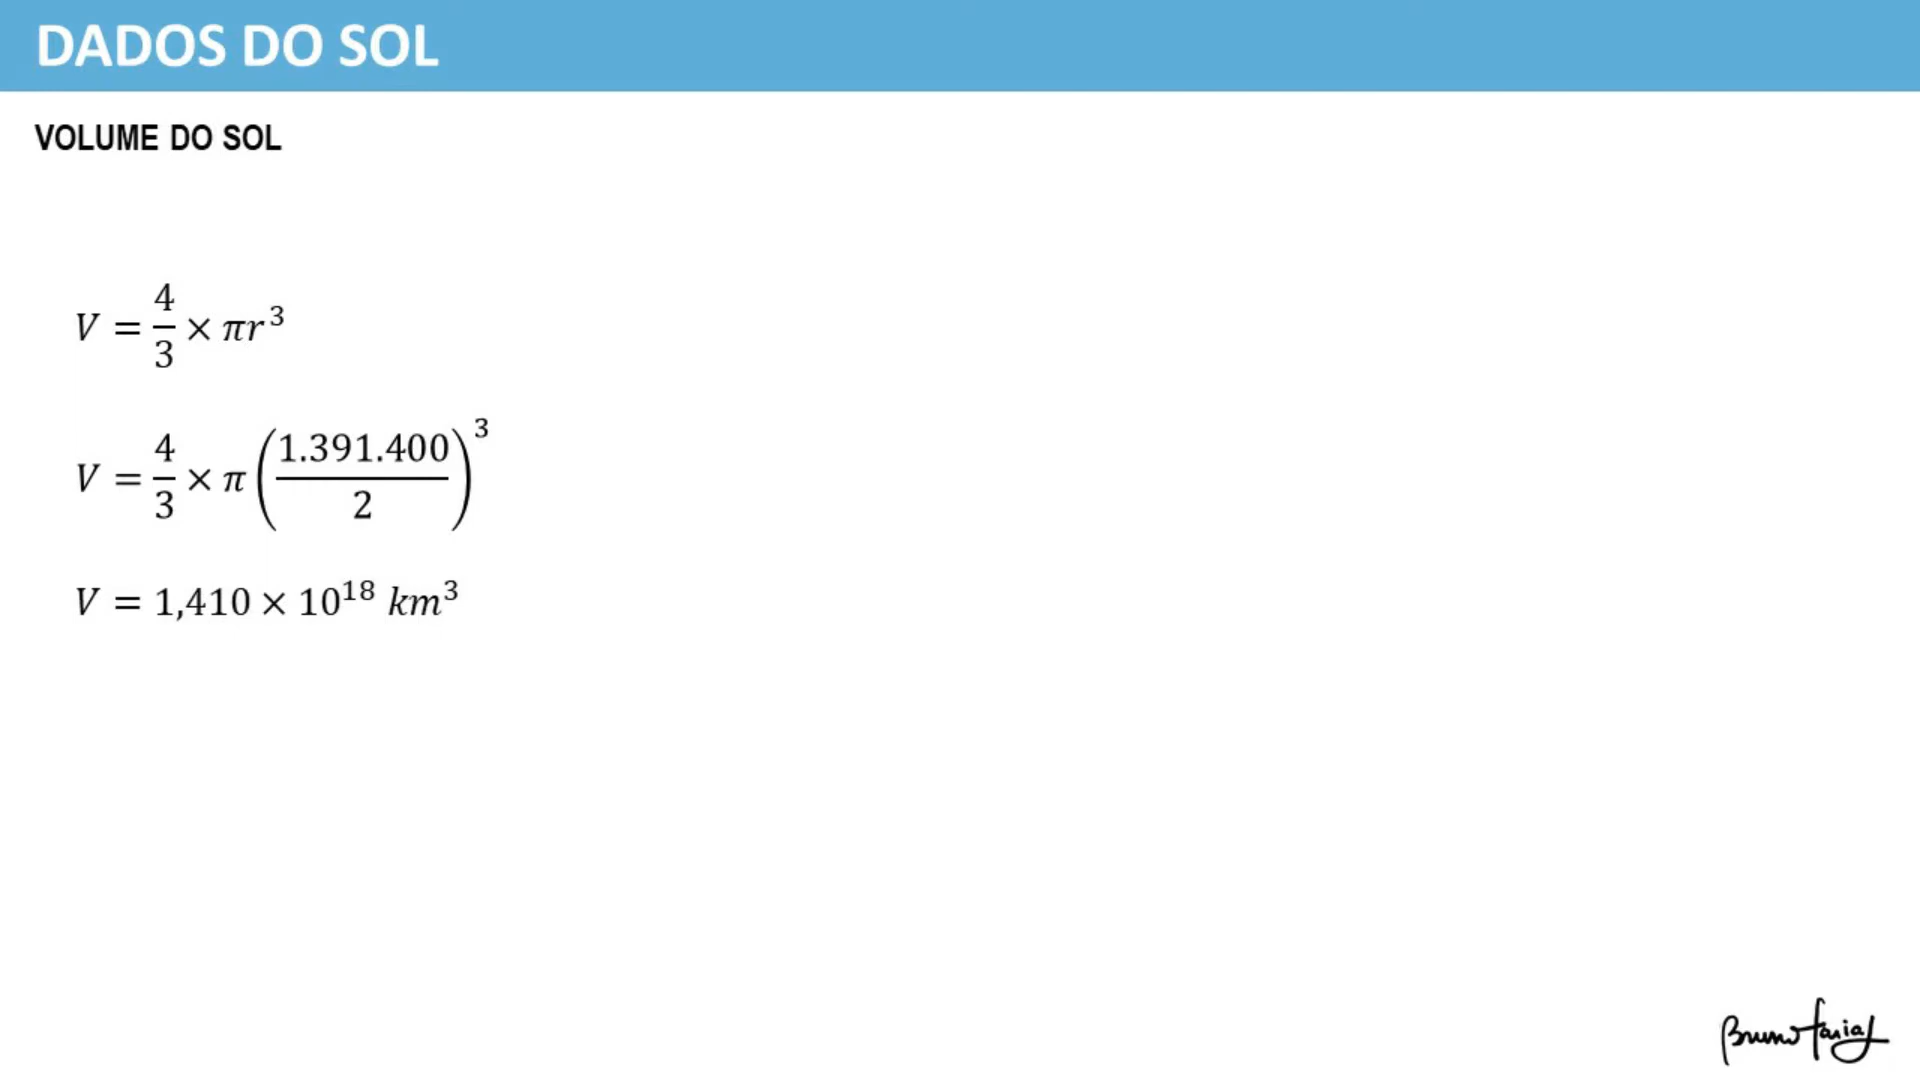 DADOS DO SOL
VOLUME DO SOL
V = 4/3 × πr³
V = 4/3 × π (1.391.400/2)³
V = 1,410 × 10¹⁸ km³
Bruno Farias